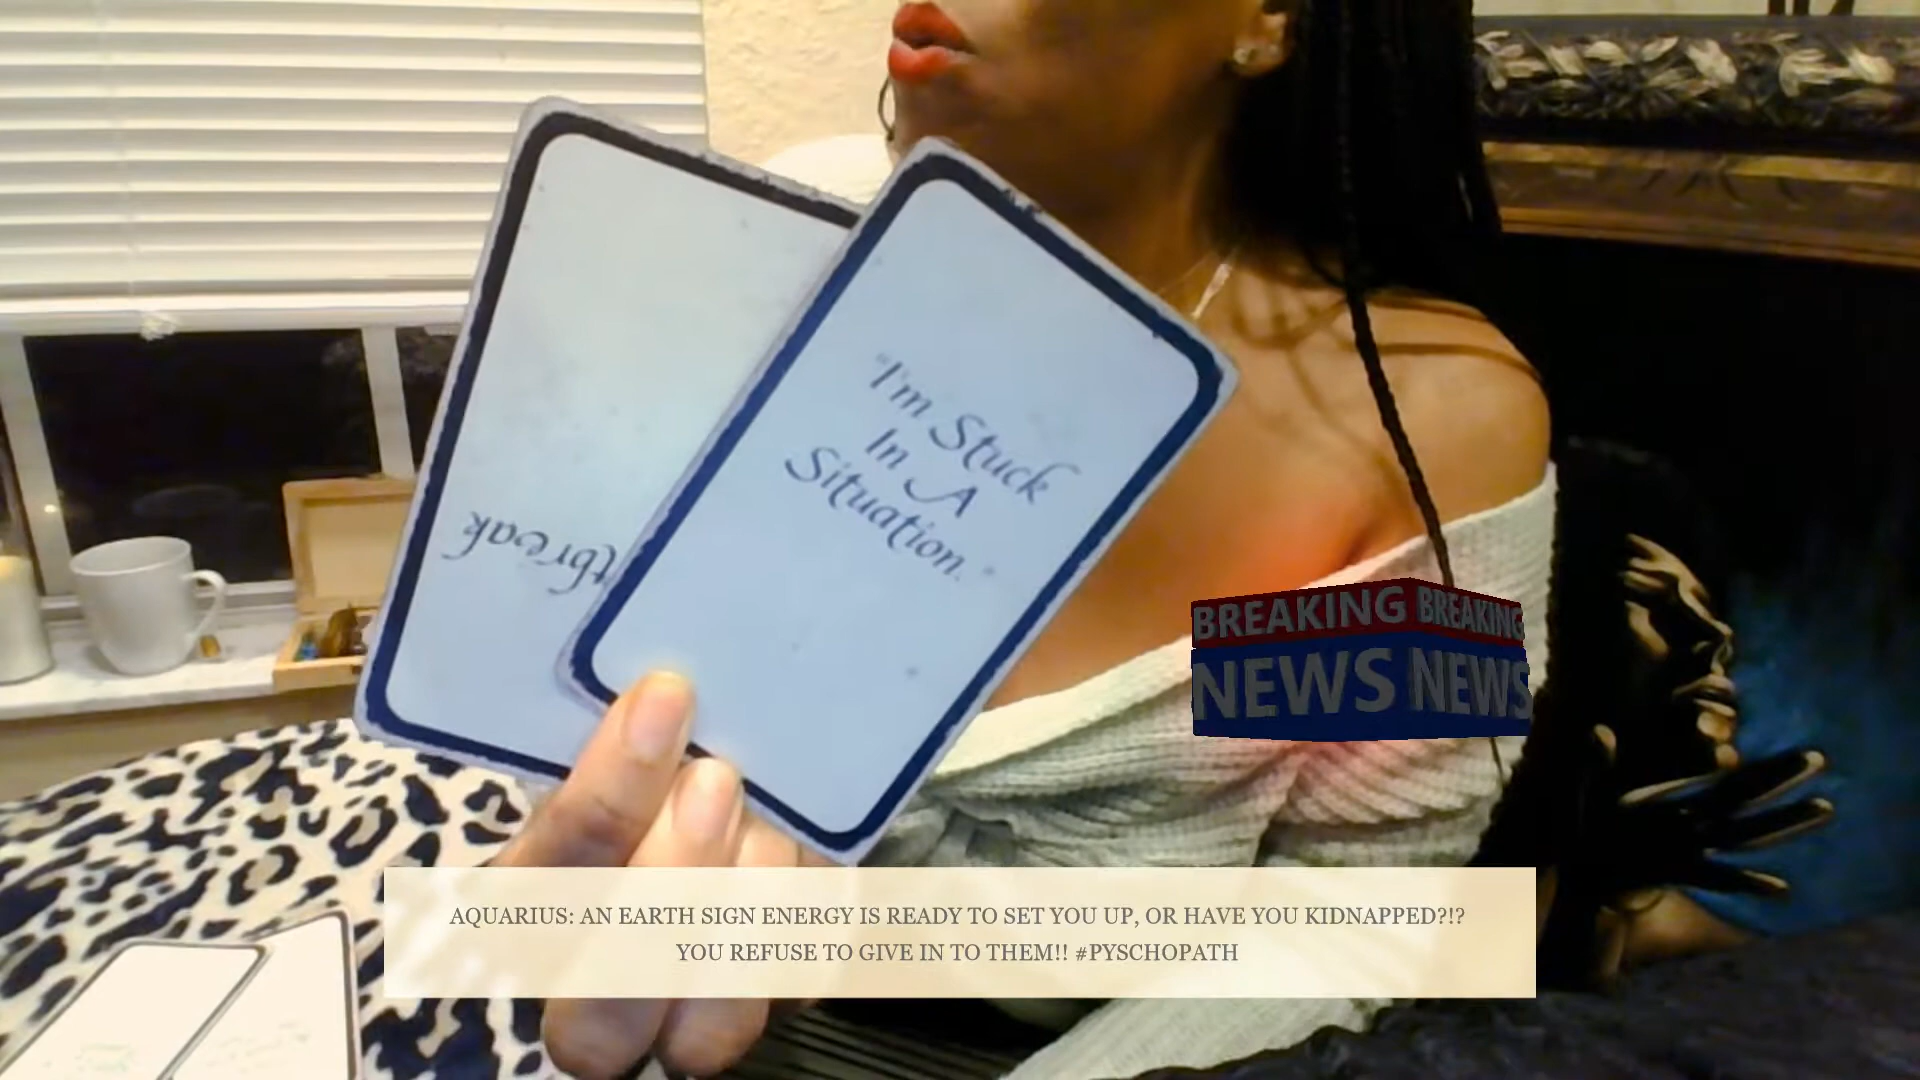 "I'm Stuck
In A
Situation."
BREAKING BREAKING
NEWS NEWS
AQUARIUS: AN EARTH SIGN ENERGY IS READY TO SET YOU UP, OR HAVE YOU KIDNAPPED?!?
YOU REFUSE TO GIVE IN TO THEM!! #PYSCHOPATH